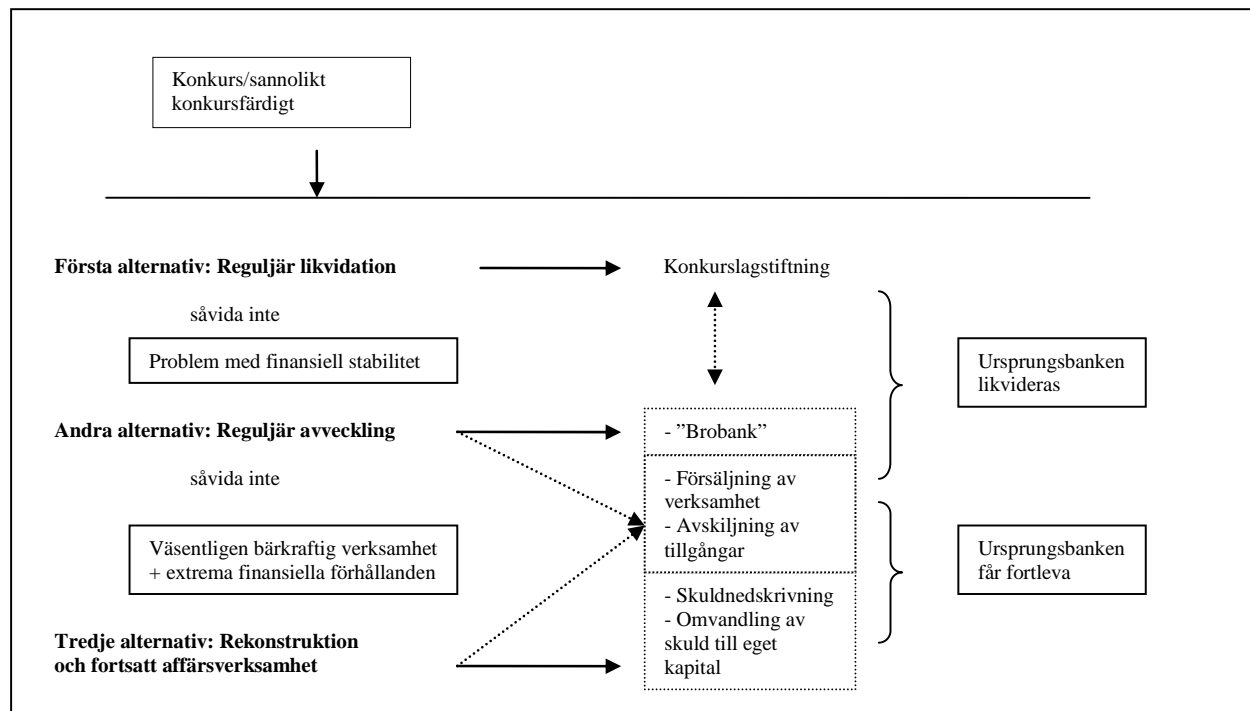 Konkurs/sannolikt
konkursfärdigt
Första alternativ: Reguljär likvidation
Konkurslagstiftning
såvida inte
Problem med finansiell stabilitet
Ursprungsbanken
likvideras
Andra alternativ: Reguljär avveckling
- ”Brobank”
såvida inte
- Försäljning av
verksamhet
- Avskiljning av
tillgångar
Väsentligen bärkraftig verksamhet
+ extrema finansiella förhållanden
Ursprungsbanken
får fortleva
- Skuldnedskrivning
- Omvandling av
skuld till eget
kapital
Tredje alternativ: Rekonstruktion
och fortsatt affärsverksamhet